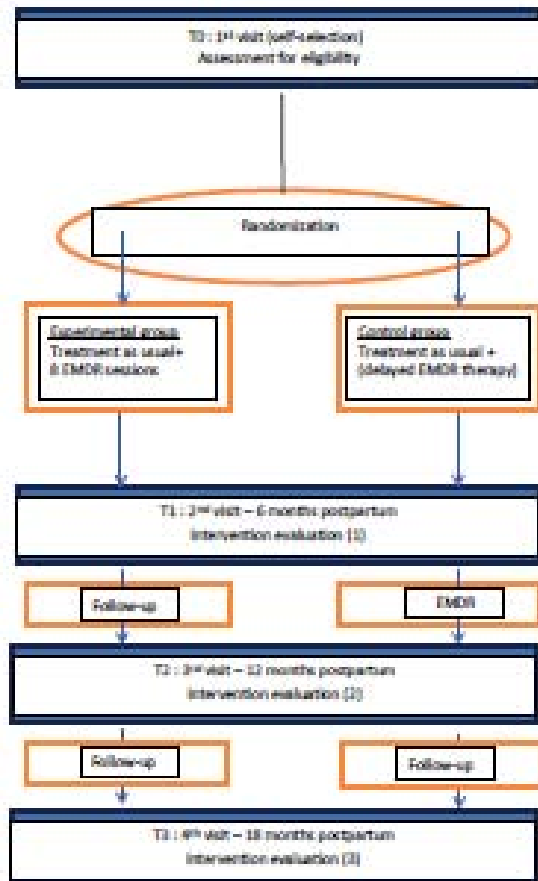 T0 : 1st visit (self-selection)
Assessment for eligibility
Randomization
Experimental group
Treatment as usual+
8 EMDR sessions
Control group
Treatment as usual +
(delayed EMDR therapy)
T1 : 2nd visit – 6 months postpartum
Intervention evaluation (1)
Follow-up
EMDR
T2 : 3rd visit – 12 months postpartum
Intervention evaluation (2)
Follow-up
Follow-up
T3 : 4th visit – 18 months postpartum
Intervention evaluation (3)